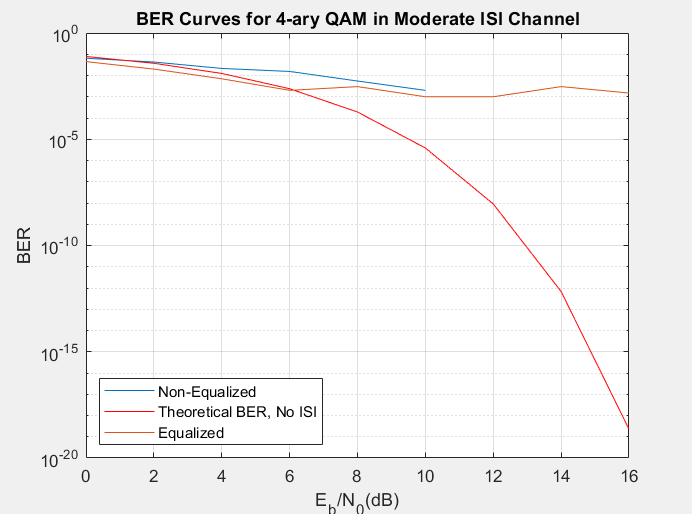 BER Curves for 4-ary QAM in Moderate ISI Channel
10^0
10^-5
10^-10
10^-15
10^-20
BER
Non-Equalized
Theoretical BER, No ISI
Equalized
0 2 4 6 8 10 12 14 16
E_b/N_0(dB)